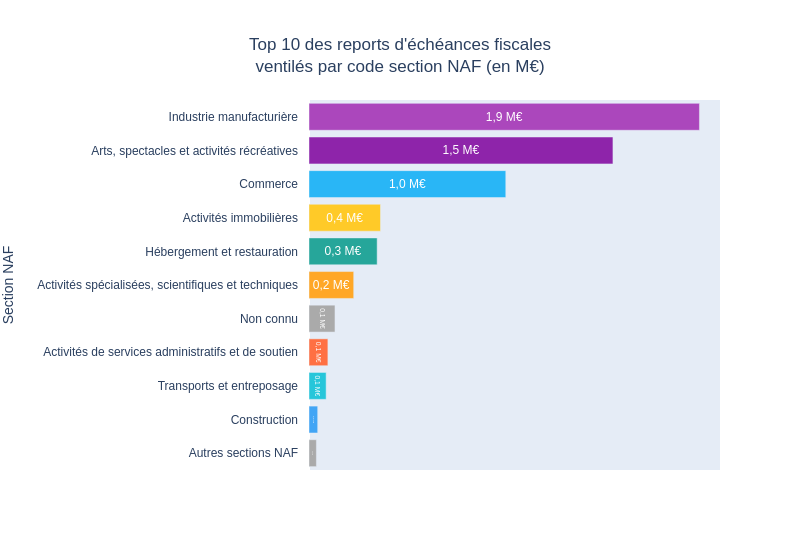 Top 10 des reports d'échéances fiscales
ventilés par code section NAF (en M€)
Section NAF
Industrie manufacturière
1,9 M€
Arts, spectacles et activités récréatives
1,5 M€
Commerce
1,0 M€
Activités immobilières
0,4 M€
Hébergement et restauration
0,3 M€
Activités spécialisées, scientifiques et techniques
0,2 M€
Non connu
0,1 M€
Activités de services administratifs et de soutien
0,1 M€
Transports et entreposage
0,1 M€
Construction
Autres sections NAF